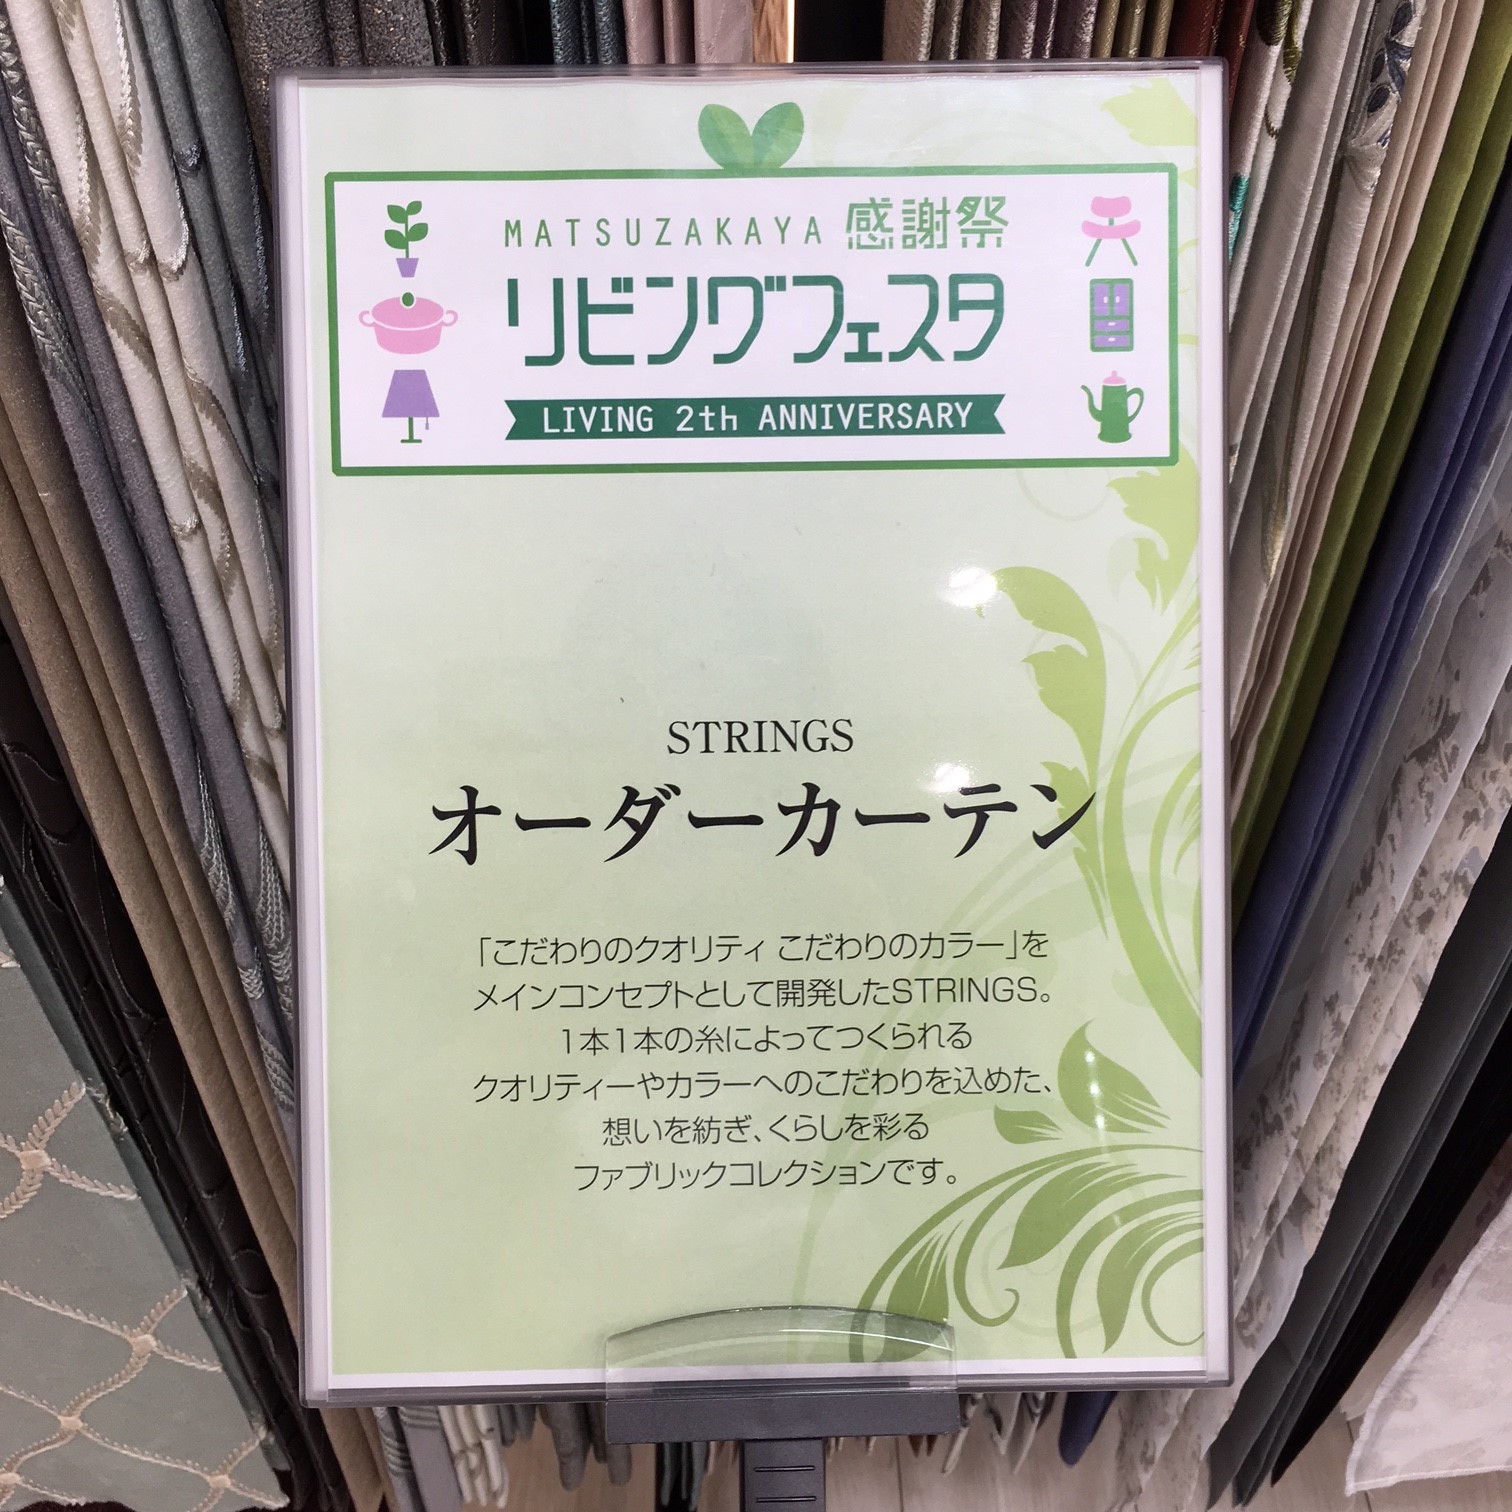 MATSUZAKAYA 感謝祭
リビングフェスタ
LIVING 2th ANNIVERSARY
STRINGS
オーダーカーテン
「こだわりのクオリティ こだわりのカラー」を
メインコンセプトとして開発したSTRINGS。
1本1本の糸によってつくられる
クオリティーやカラーへのこだわりを込めた、
想いを紡ぎ、くらしを彩る
ファブリックコレクションです。